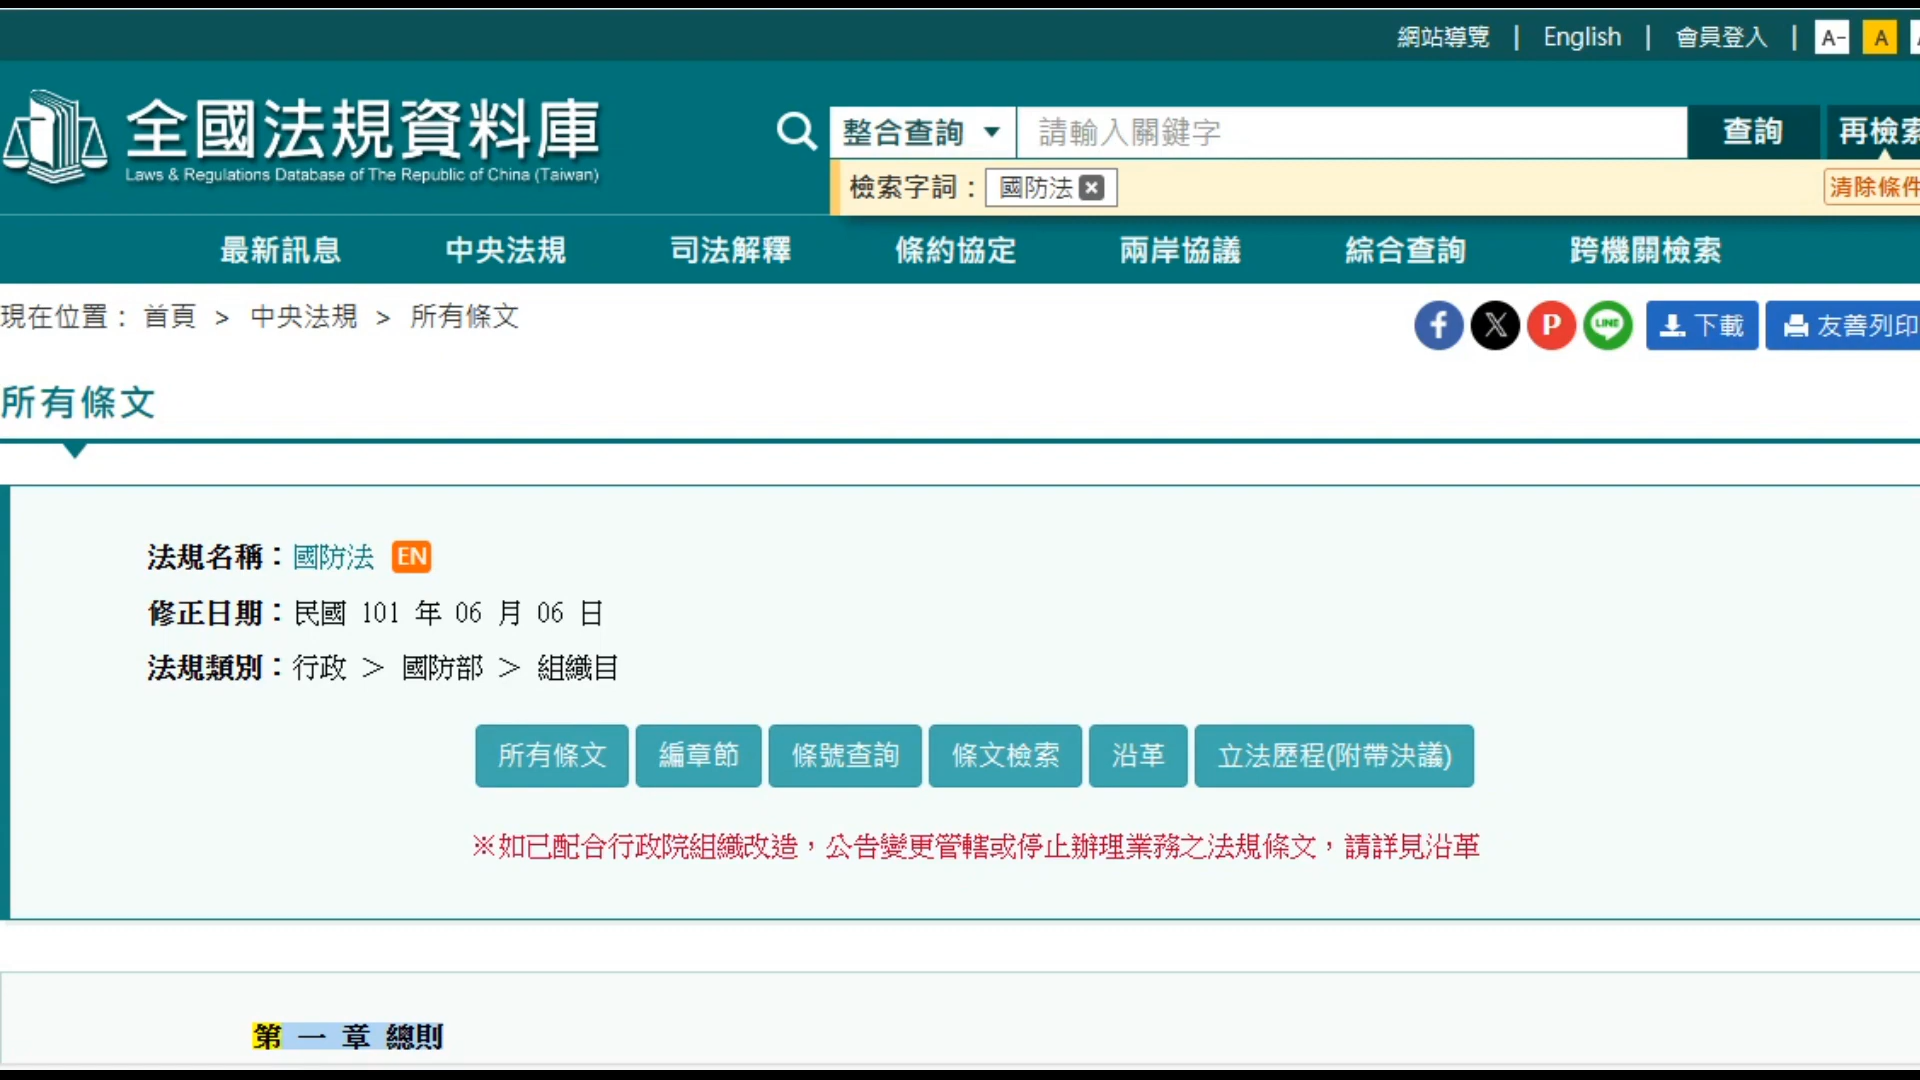 網站導覽 | English | 會員登入 | A- A
全國法規資料庫
Laws & Regulations Database of The Republic of China (Taiwan)
整合查詢 請輸入關鍵字 查詢 再檢索
檢索字詞： 國防法 清除條件
最新訊息 中央法規 司法解釋 條約協定 兩岸協議 綜合查詢 跨機關檢索
現在位置： 首頁 > 中央法規 > 所有條文
f X P LINE 下載 友善列印
所有條文
法規名稱：國防法 EN
修正日期：民國 101 年 06 月 06 日
法規類別：行政 ＞ 國防部 ＞ 組織目
所有條文 編章節 條號查詢 條文檢索 沿革 立法歷程(附帶決議)
※如已配合行政院組織改造，公告變更管轄或停止辦理業務之法規條文，請詳見沿革
第 一 章 總則